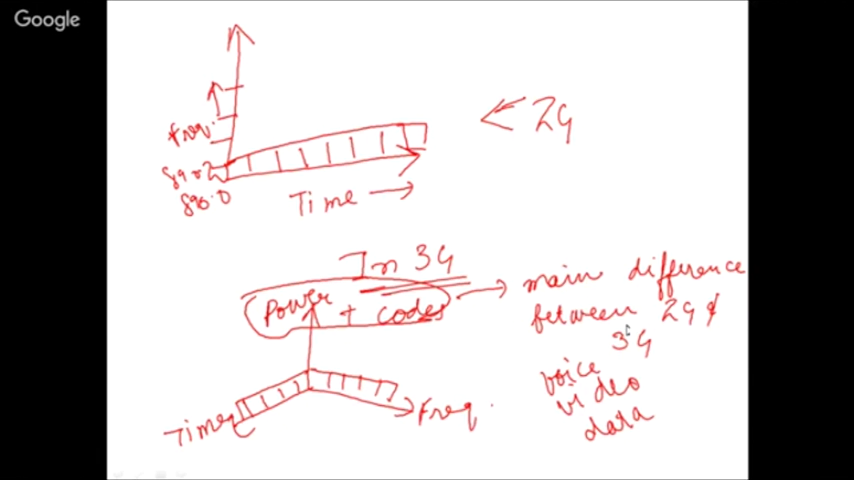 Google
2G
Freq.
890.2
890.0
Time
In 3G
Power
+ codes
main difference
between 2G &
3G
voice
video
data
Time
Freq.